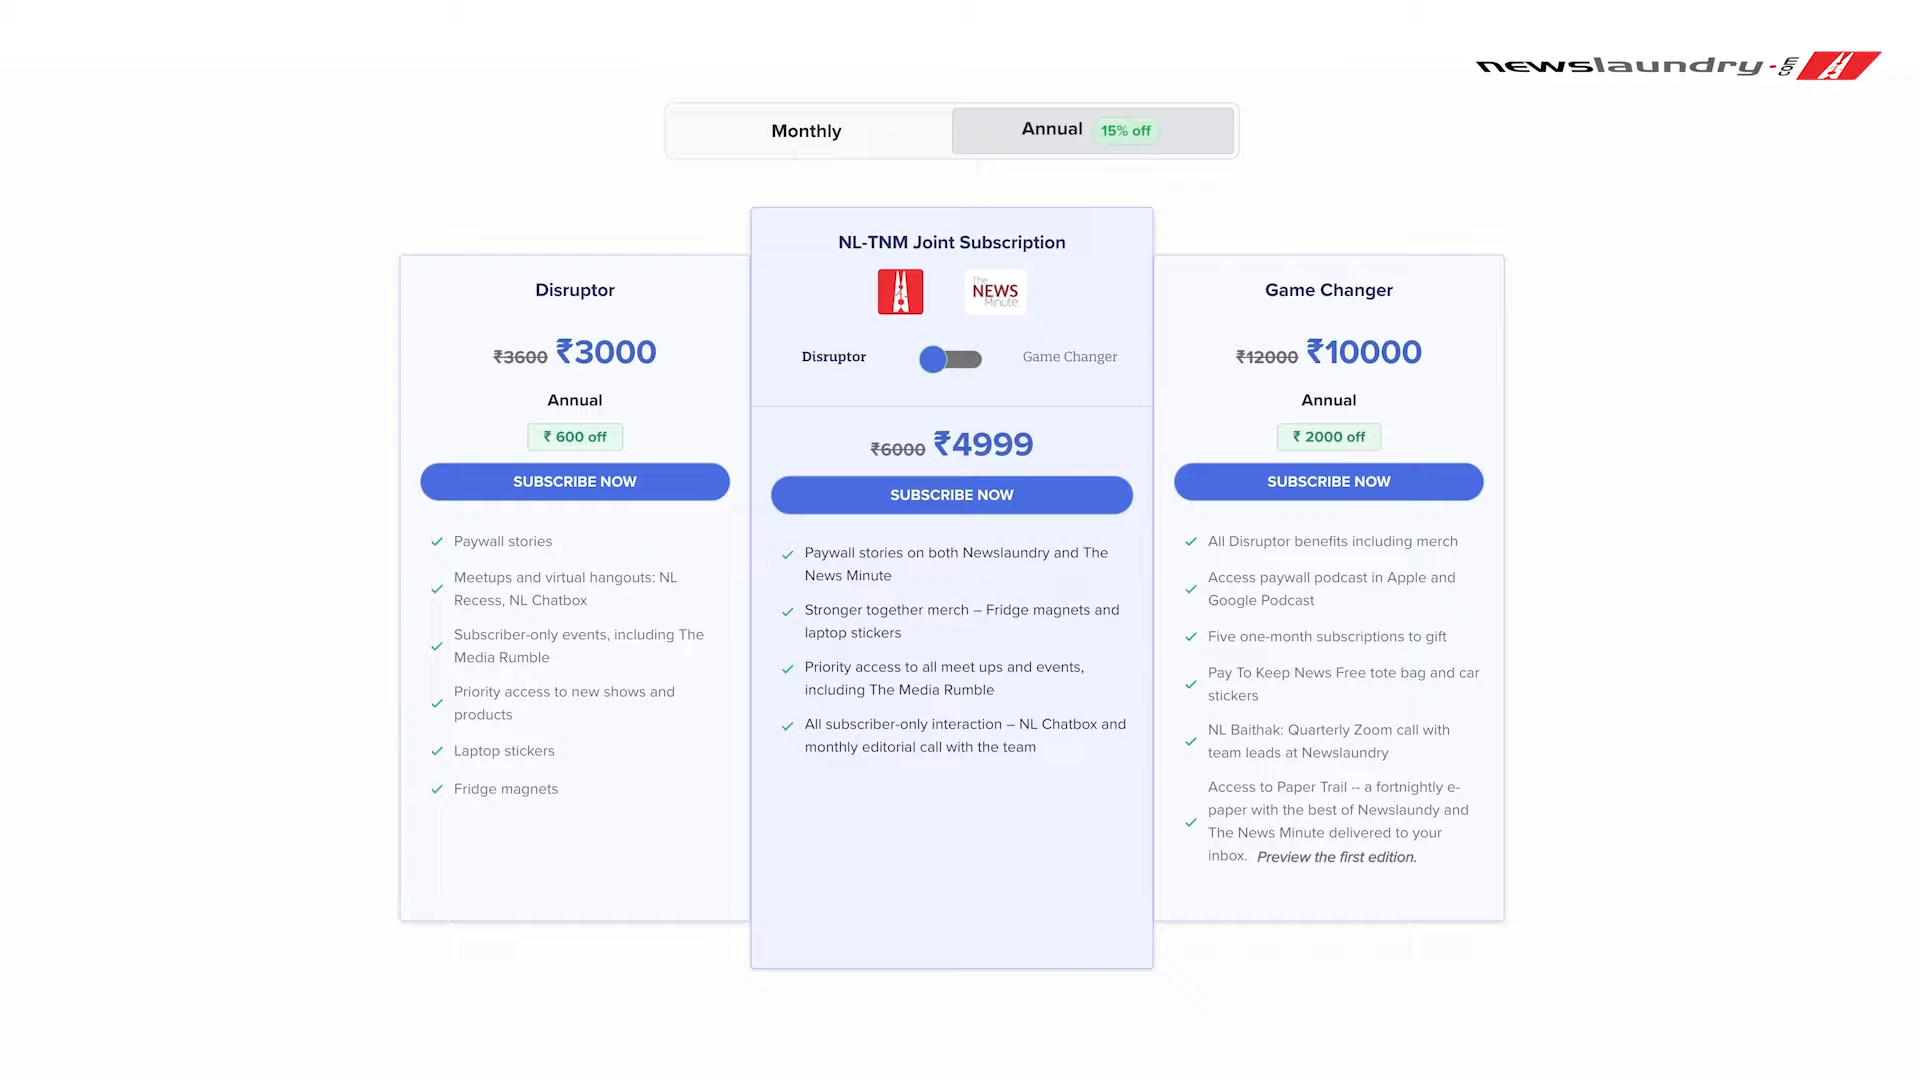 newslaundry.com
Monthly
Annual 15% off
NL-TNM Joint Subscription
The
NEWS
Minute
Disruptor
Game Changer
₹6000 ₹4999
SUBSCRIBE NOW
Paywall stories on both Newslaundry and The
News Minute
Stronger together merch – Fridge magnets and
laptop stickers
Priority access to all meet ups and events,
including The Media Rumble
All subscriber-only interaction – NL Chatbox and
monthly editorial call with the team
Disruptor
₹3600 ₹3000
Annual
₹ 600 off
SUBSCRIBE NOW
Paywall stories
Meetups and virtual hangouts: NL
Recess, NL Chatbox
Subscriber-only events, including The
Media Rumble
Priority access to new shows and
products
Laptop stickers
Fridge magnets
Game Changer
₹12000 ₹10000
Annual
₹ 2000 off
SUBSCRIBE NOW
All Disruptor benefits including merch
Access paywall podcast in Apple and
Google Podcast
Five one-month subscriptions to gift
Pay To Keep News Free tote bag and car
stickers
NL Baithak: Quarterly Zoom call with
team leads at Newslaundry
Access to Paper Trail -- a fortnightly e-
paper with the best of Newslaundy and
The News Minute delivered to your
inbox. Preview the first edition.